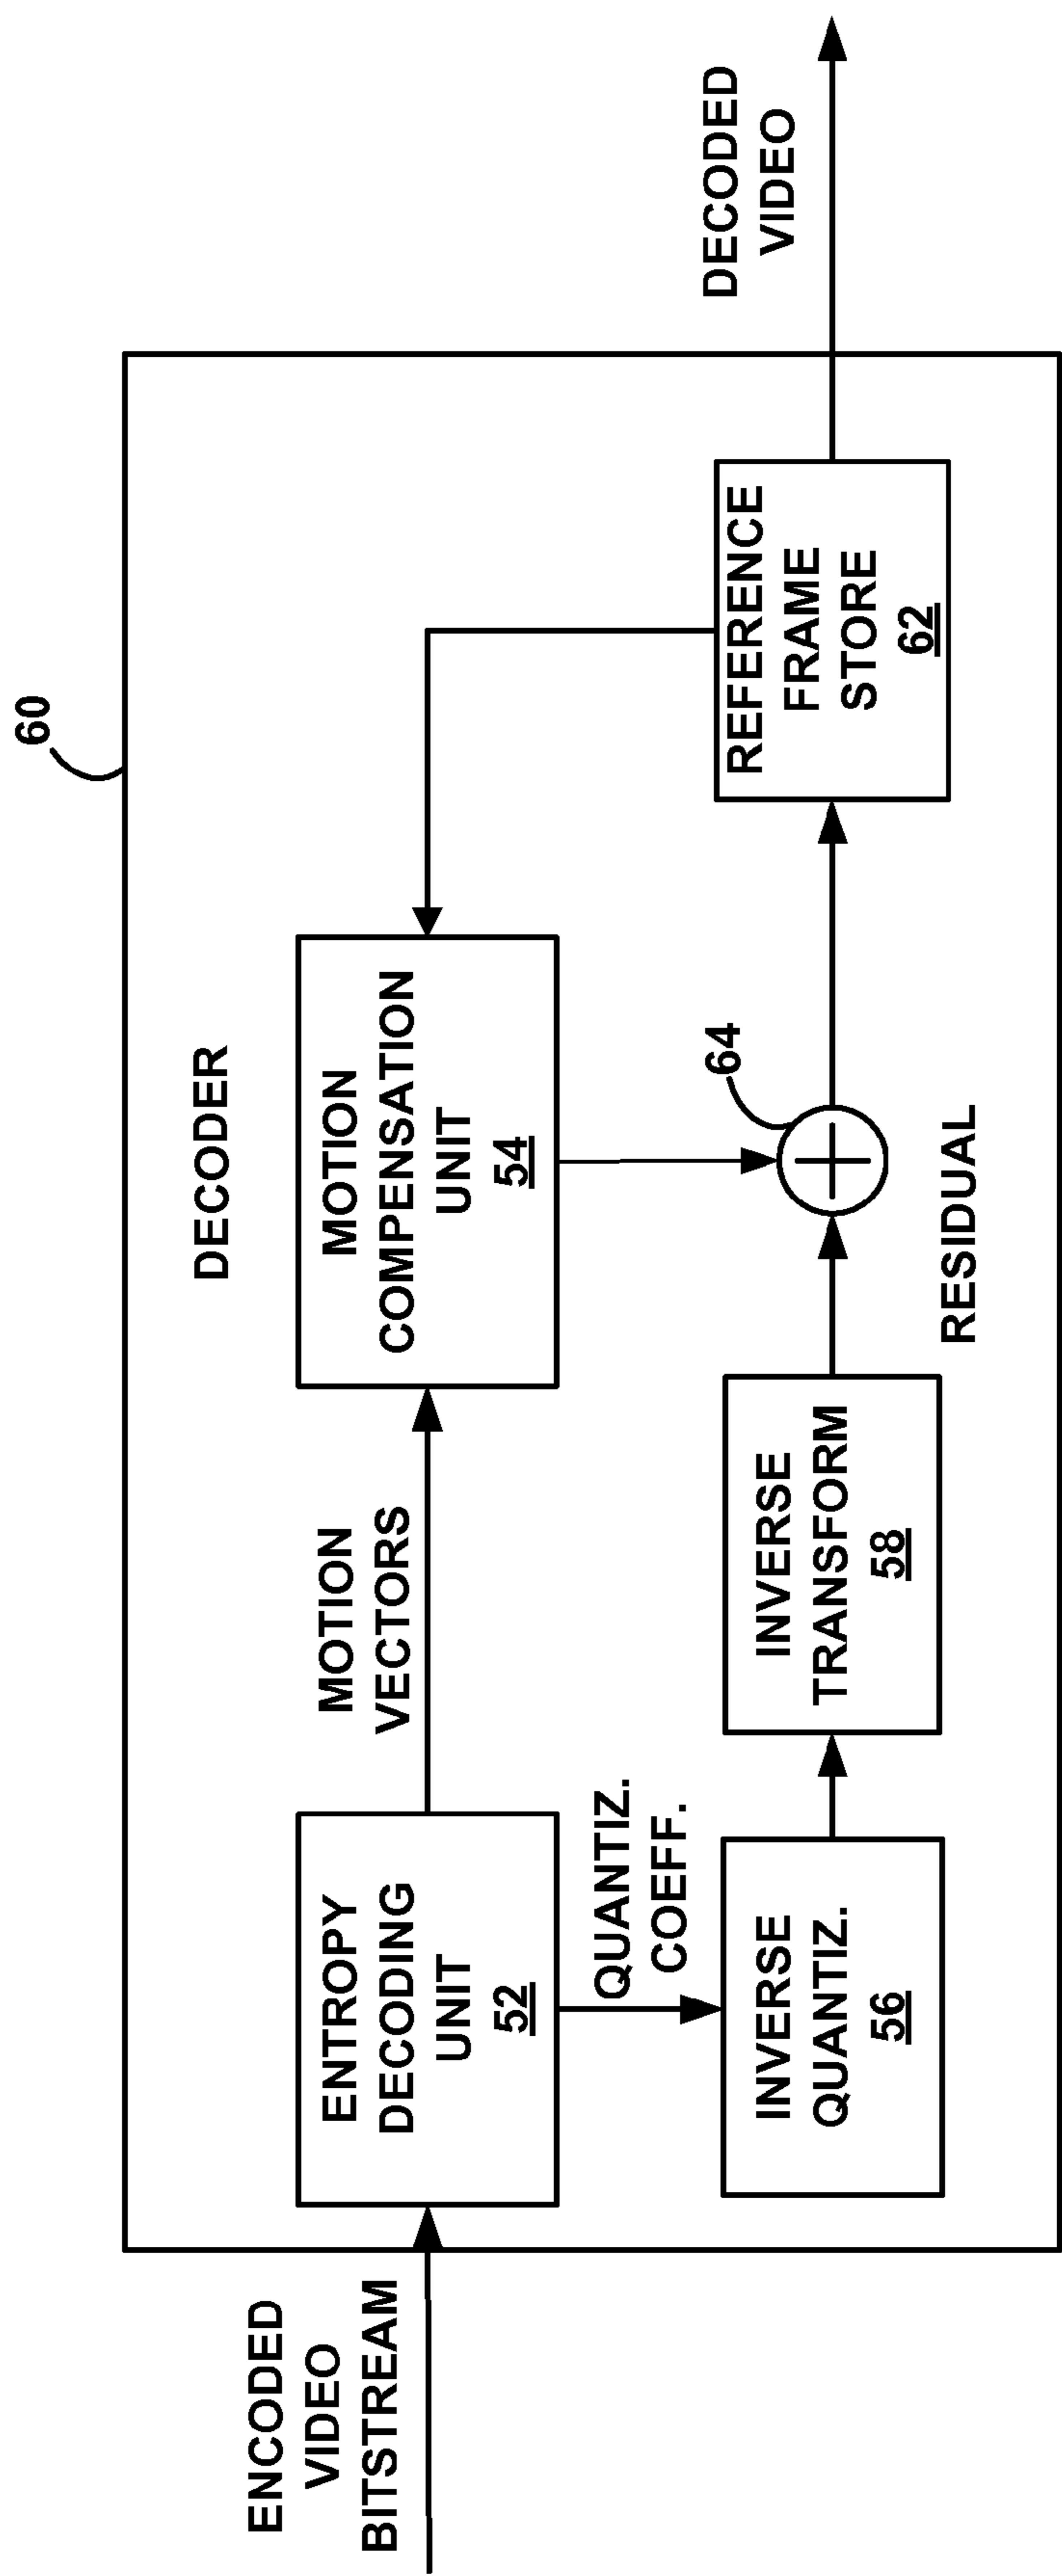 60
DECODER
ENCODED
VIDEO
BITSTREAM
ENTROPY
DECODING
UNIT
52
MOTION
VECTORS
MOTION
COMPENSATION
UNIT
54
QUANTIZ.
COEFF.
INVERSE
QUANTIZ.
56
INVERSE
TRANSFORM
58
RESIDUAL
64
REFERENCE
FRAME
STORE
62
DECODED
VIDEO